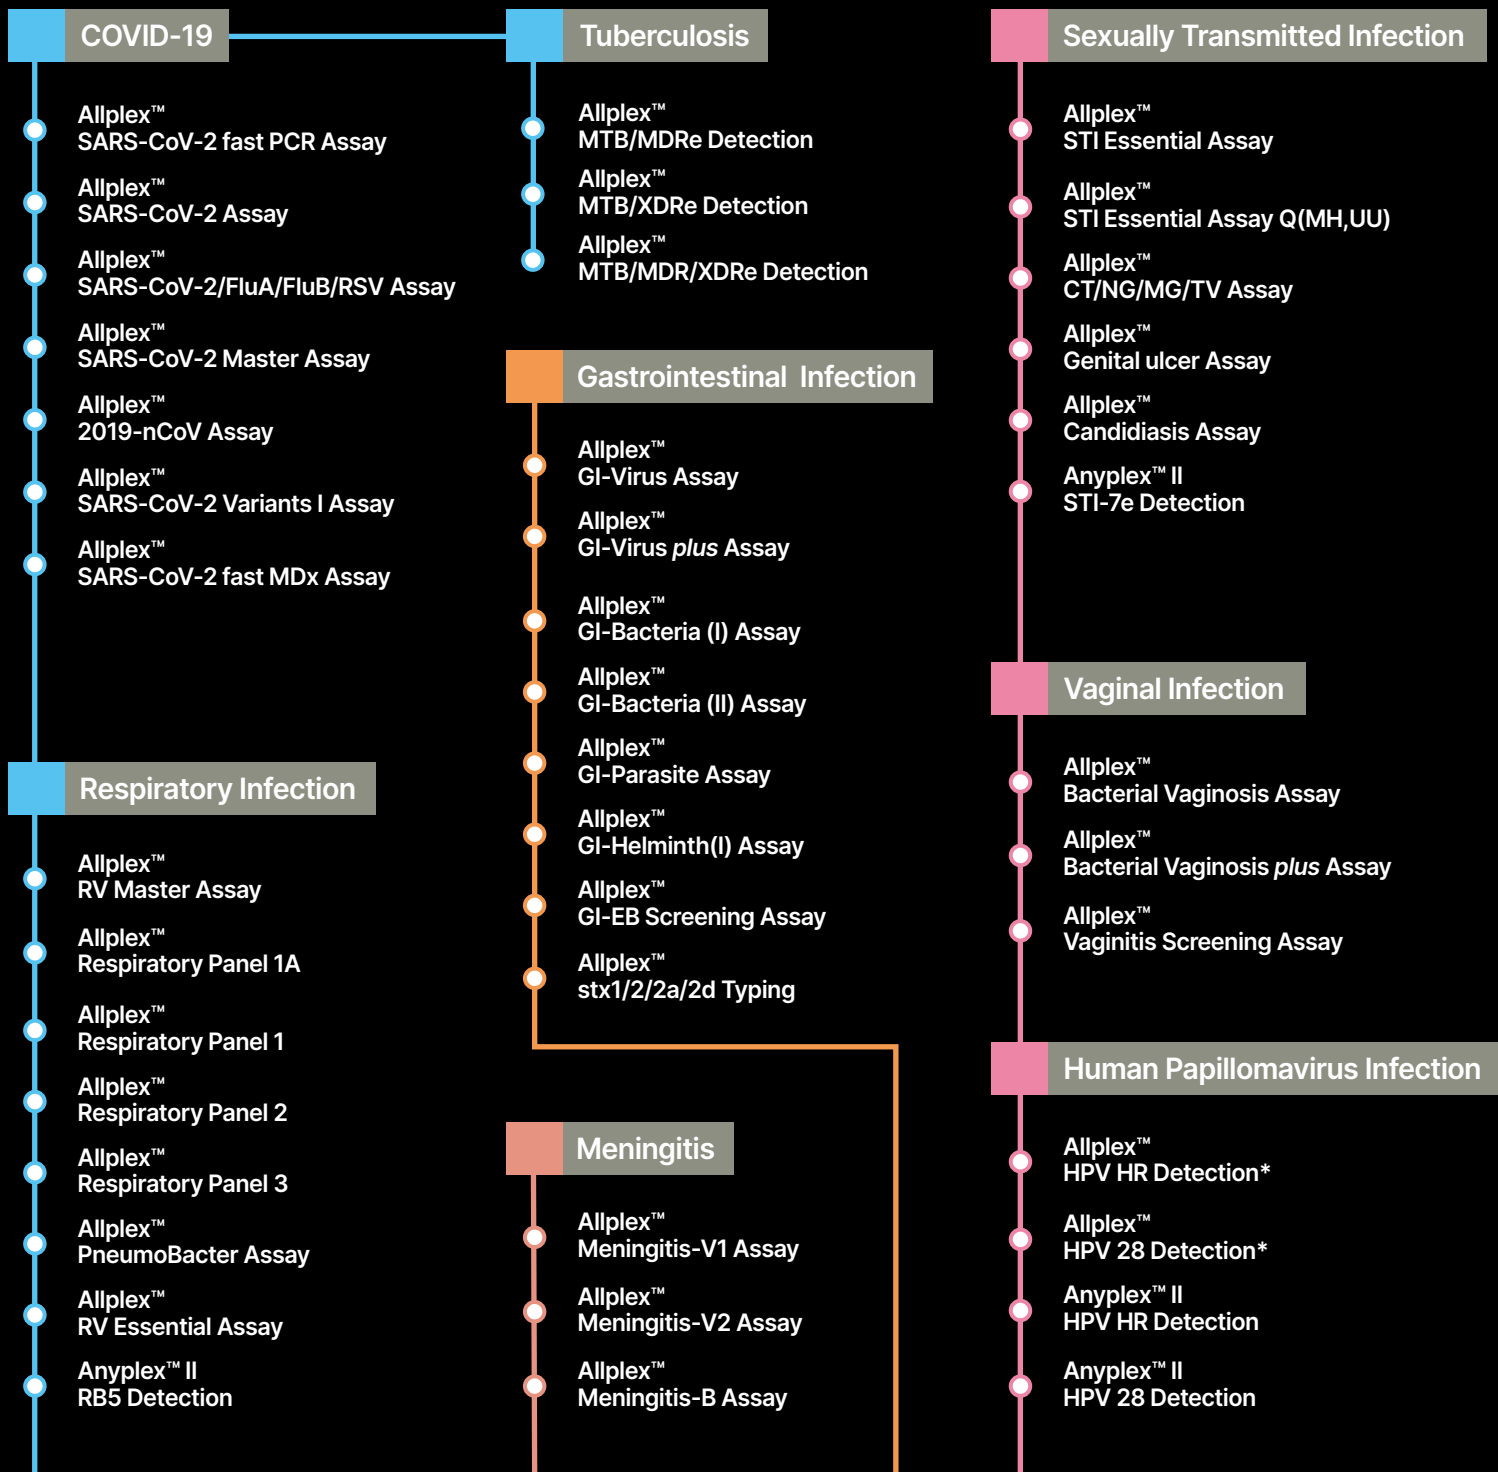 COVID-19
Allplex™
SARS-CoV-2 fast PCR Assay
Allplex™
SARS-CoV-2 Assay
Allplex™
SARS-CoV-2/FluA/FluB/RSV Assay
Allplex™
SARS-CoV-2 Master Assay
Allplex™
2019-nCoV Assay
Allplex™
SARS-CoV-2 Variants I Assay
Allplex™
SARS-CoV-2 fast MDx Assay
Respiratory Infection
Allplex™
RV Master Assay
Allplex™
Respiratory Panel 1A
Allplex™
Respiratory Panel 1
Allplex™
Respiratory Panel 2
Allplex™
Respiratory Panel 3
Allplex™
PneumoBacter Assay
Allplex™
RV Essential Assay
Anyplex™ II
RB5 Detection
Tuberculosis
Allplex™
MTB/MDRe Detection
Allplex™
MTB/XDRe Detection
Allplex™
MTB/MDR/XDRe Detection
Gastrointestinal Infection
Allplex™
GI-Virus Assay
Allplex™
GI-Virus plus Assay
Allplex™
GI-Bacteria (I) Assay
Allplex™
GI-Bacteria (II) Assay
Allplex™
GI-Parasite Assay
Allplex™
GI-Helminth(I) Assay
Allplex™
GI-EB Screening Assay
Allplex™
stx1/2/2a/2d Typing
Meningitis
Allplex™
Meningitis-V1 Assay
Allplex™
Meningitis-V2 Assay
Allplex™
Meningitis-B Assay
Sexually Transmitted Infection
Allplex™
STI Essential Assay
Allplex™
STI Essential Assay Q(MH,UU)
Allplex™
CT/NG/MG/TV Assay
Allplex™
Genital ulcer Assay
Allplex™
Candidiasis Assay
Anyplex™ II
STI-7e Detection
Vaginal Infection
Allplex™
Bacterial Vaginosis Assay
Allplex™
Bacterial Vaginosis plus Assay
Allplex™
Vaginitis Screening Assay
Human Papillomavirus Infection
Allplex™
HPV HR Detection*
Allplex™
HPV 28 Detection*
Anyplex™ II
HPV HR Detection
Anyplex™ II
HPV 28 Detection